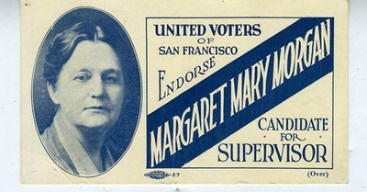 UNITED VOTERS
OF
SAN FRANCISCO
ENDORSE
MARGARET MARY MORGAN
CANDIDATE
FOR
SUPERVISOR
(Over)